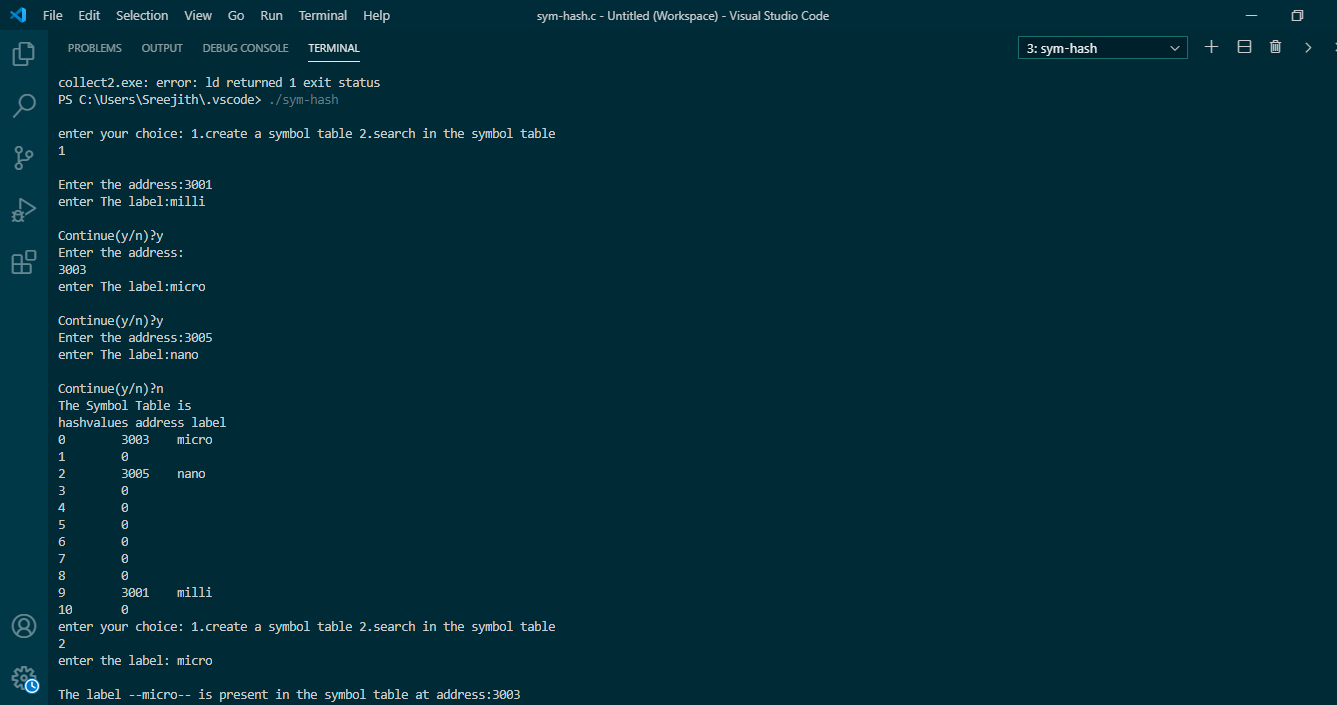 File Edit Selection View Go Run Terminal Help sym-hash.c - Untitled (Workspace) - Visual Studio Code
PROBLEMS OUTPUT DEBUG CONSOLE TERMINAL 3: sym-hash
collect2.exe: error: ld returned 1 exit status
PS C:\Users\Sreejith\.vscode> ./sym-hash
enter your choice: 1.create a symbol table 2.search in the symbol table
1
Enter the address:3001
enter The label:milli
Continue(y/n)?y
Enter the address:
3003
enter The label:micro
Continue(y/n)?y
Enter the address:3005
enter The label:nano
Continue(y/n)?n
The Symbol Table is
hashvalues address label
0 3003 micro
1 0
2 3005 nano
3 0
4 0
5 0
6 0
7 0
8 0
9 3001 milli
10 0
enter your choice: 1.create a symbol table 2.search in the symbol table
2
enter the label: micro
The label --micro-- is present in the symbol table at address:3003